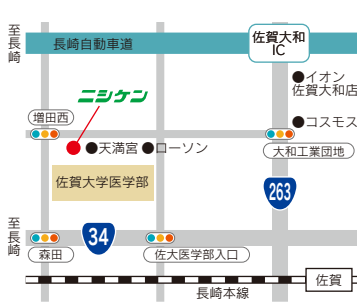 至長崎
長崎自動車道
佐賀大和
IC
イオン
佐賀大和店
ニシケン
増田西
コスモス
天満宮
ローソン
大和工業団地
佐賀大学医学部
263
至長崎
34
森田
佐大医学部入口
佐賀
長崎本線